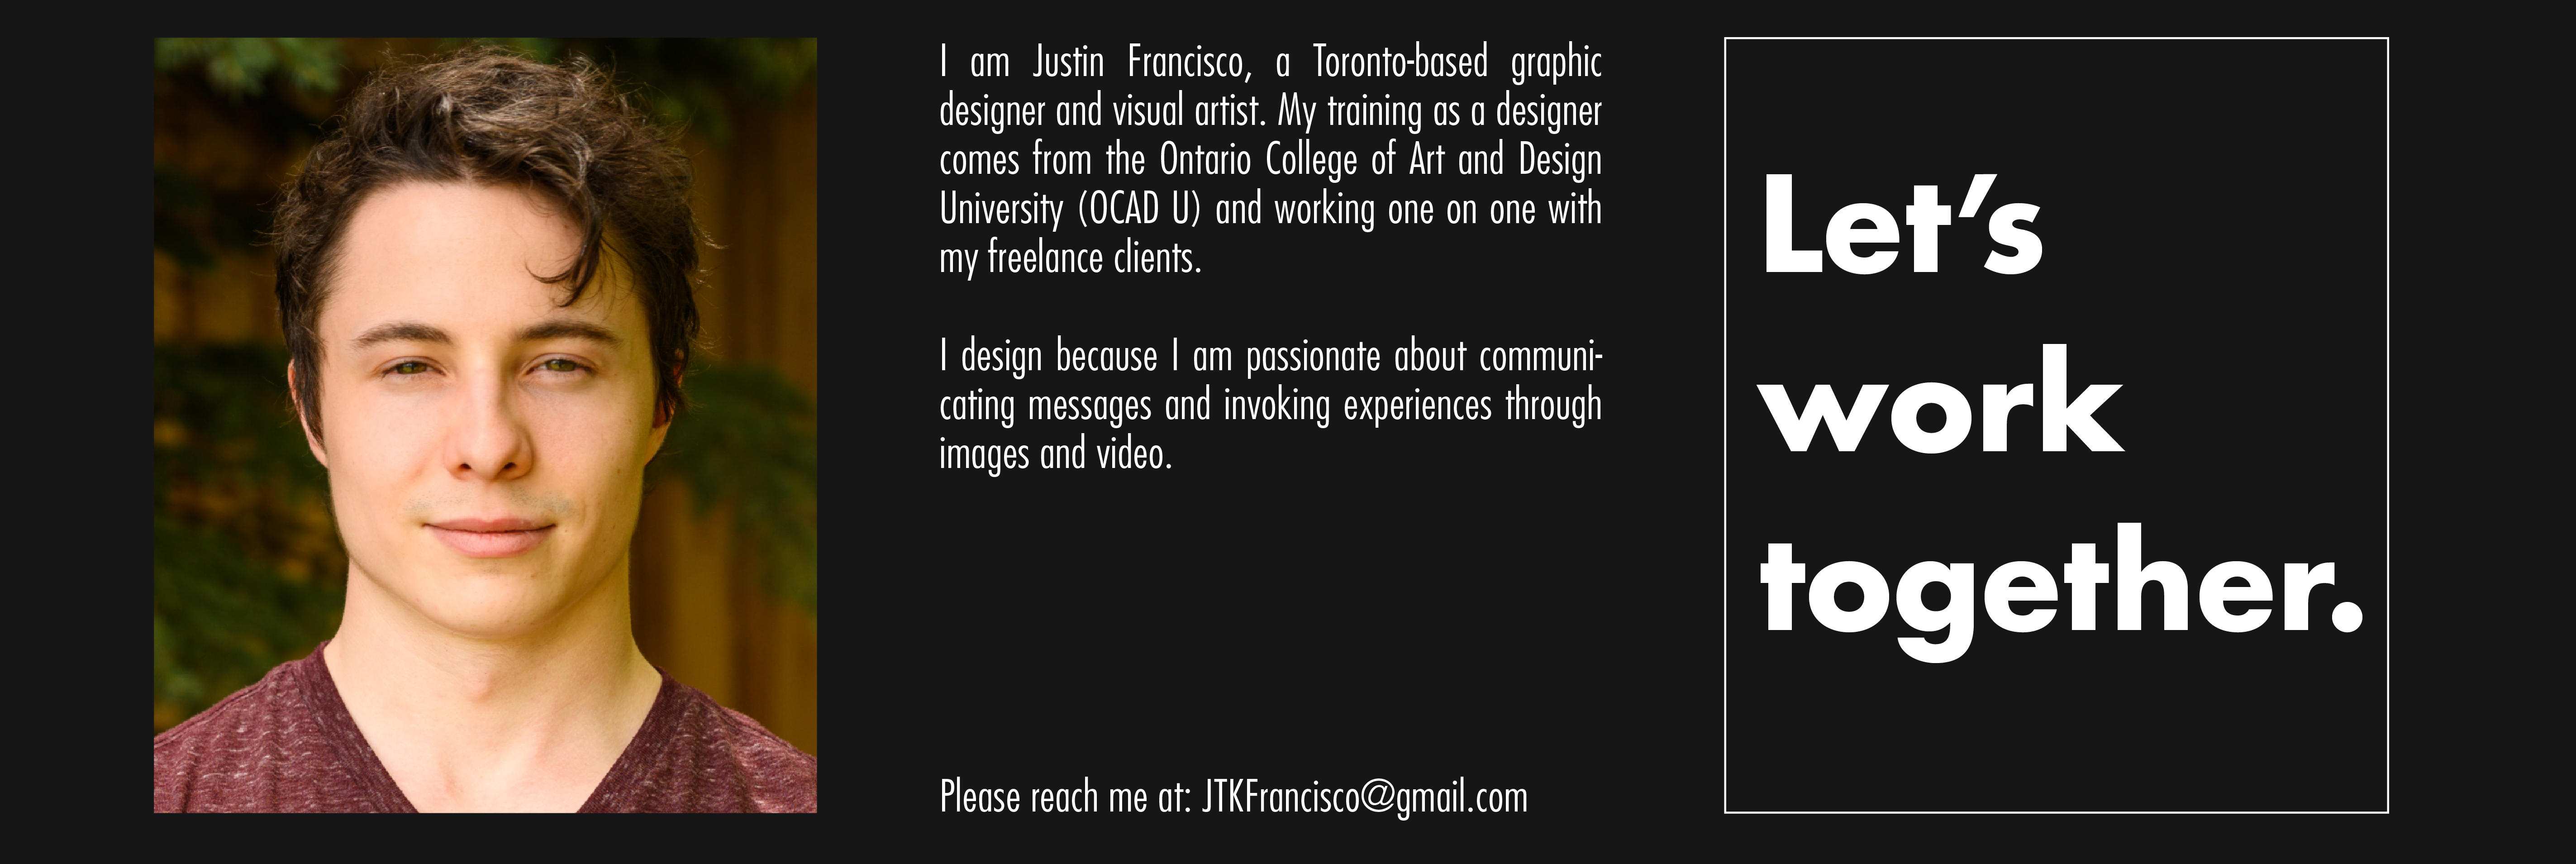 I am Justin Francisco, a Toronto-based graphic
designer and visual artist. My training as a designer
comes from the Ontario College of Art and Design
University (OCAD U) and working one on one with
my freelance clients.
I design because I am passionate about communi-
cating messages and invoking experiences through
images and video.
Please reach me at: JTKFrancisco@gmail.com
Let’s
work
together.